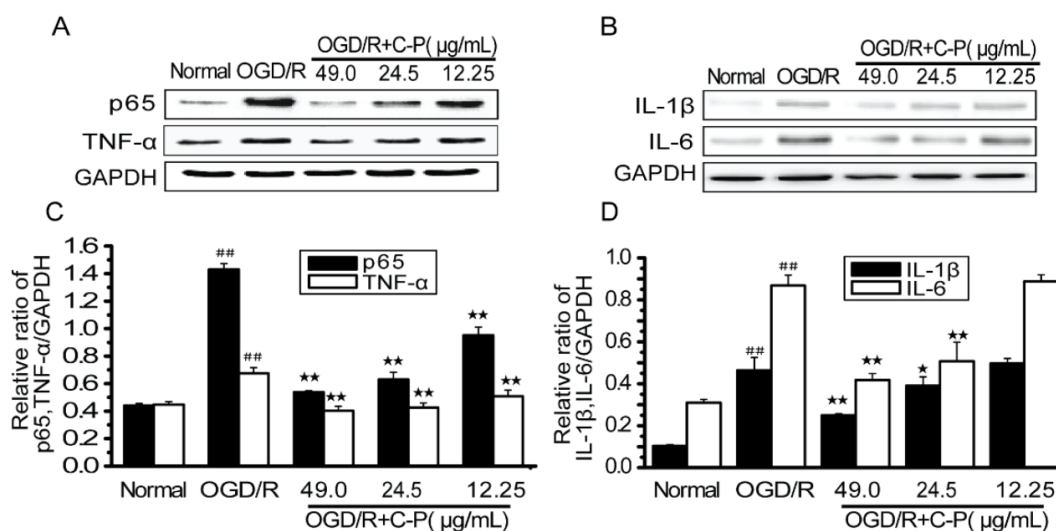 A
OGD/R+C-P( µg/mL)
Normal OGD/R 49.0 24.5 12.25
p65
TNF-α
GAPDH
B
OGD/R+C-P( µg/mL)
Normal OGD/R 49.0 24.5 12.25
IL-1β
IL-6
GAPDH
C
Relative ratio of
p65,TNF-α/GAPDH
1.6
1.4
1.2
1.0
0.8
0.6
0.4
0.2
0.0
p65
TNF-α
##
##
★★
★★
★★
★★
★★
★★
Normal OGD/R 49.0 24.5 12.25
OGD/R+C-P( µg/mL)
D
Relative ratio of
IL-1β,IL-6/GAPDH
1.0
0.8
0.6
0.4
0.2
0.0
IL-1β
IL-6
##
##
★★
★★
★
★★
Normal OGD/R 49.0 24.5 12.25
OGD/R+C-P( µg/mL)